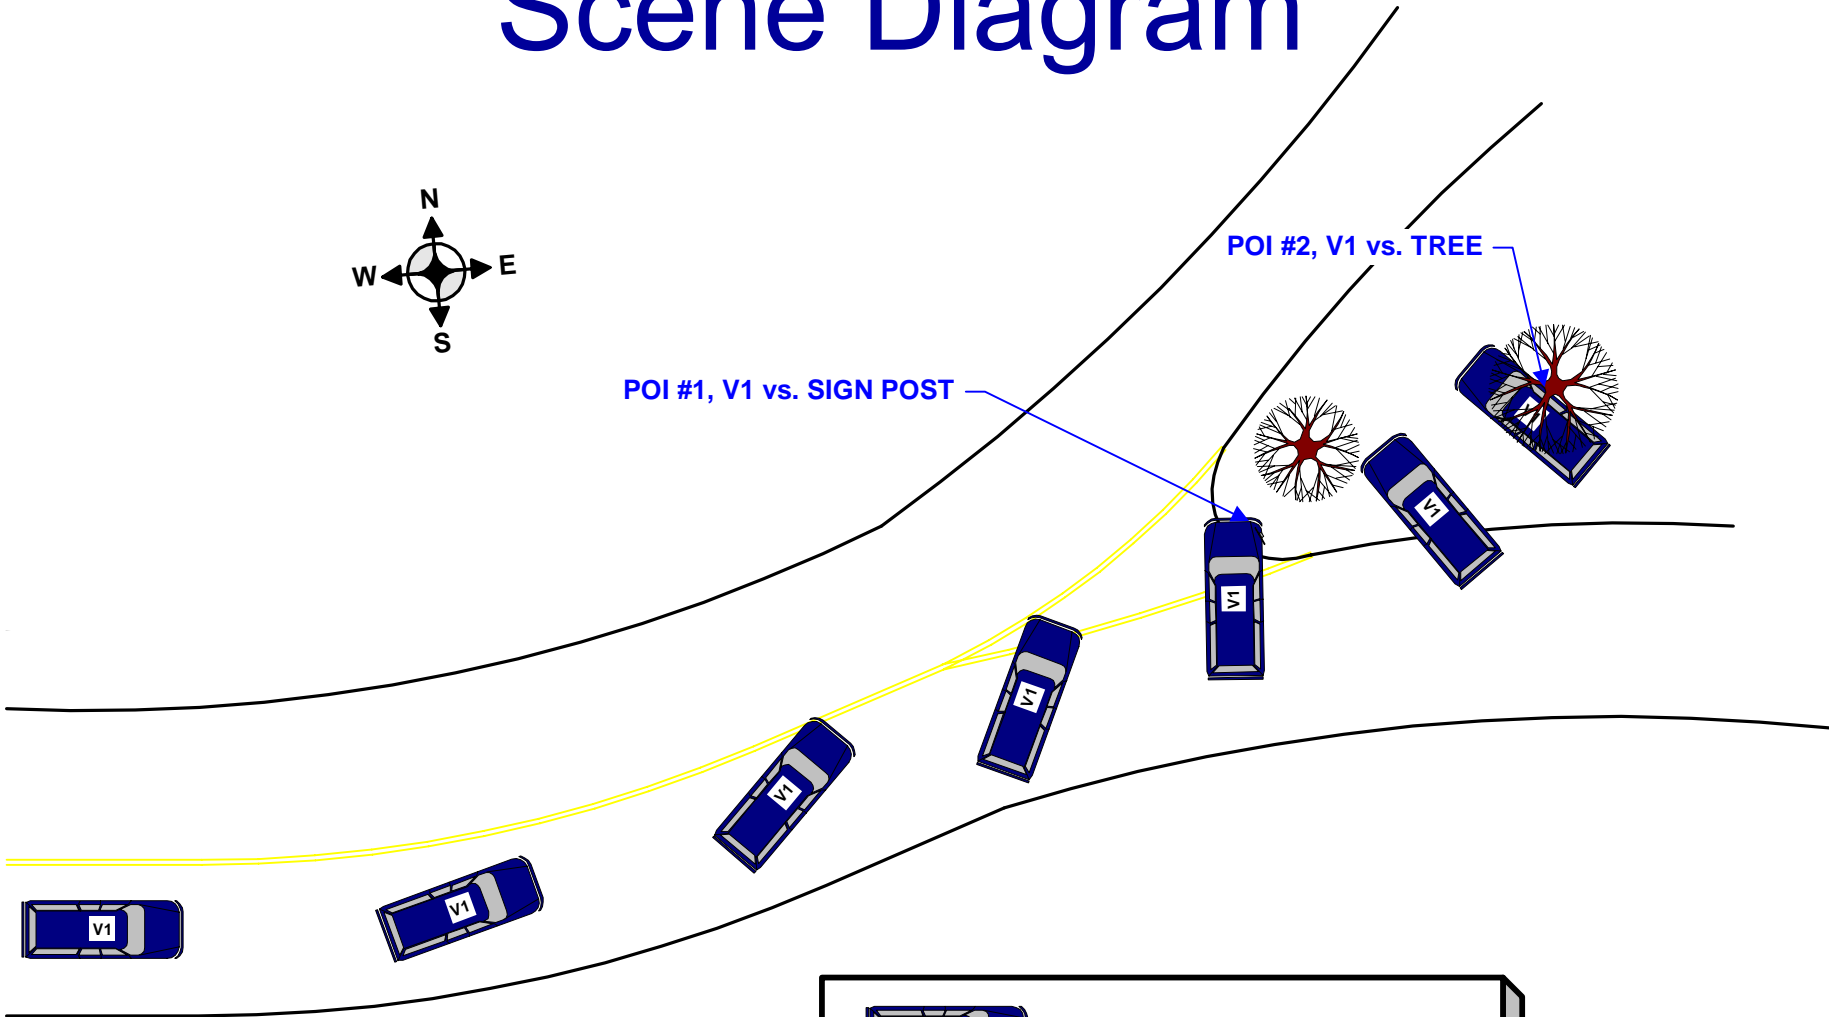 Scene Diagram
N
W
E
S
POI #2, V1 vs. TREE
POI #1, V1 vs. SIGN POST
V1
V1
V1
V1
V1
V1
V1